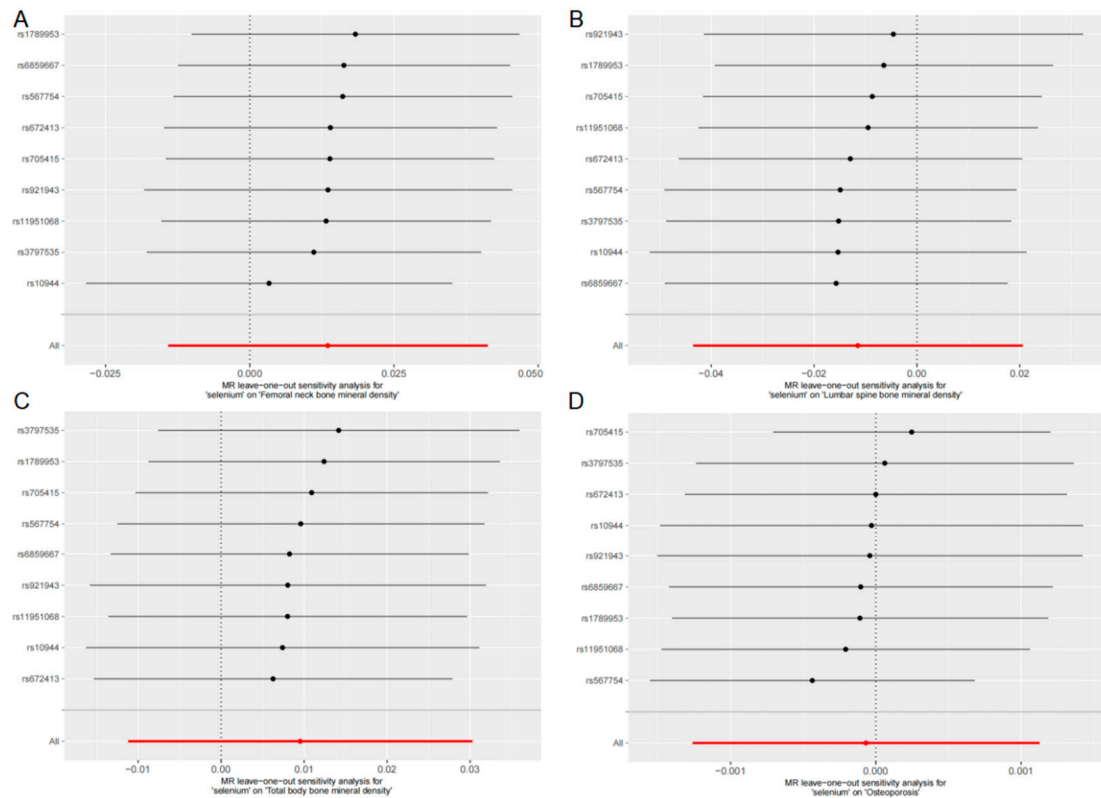 A
rs1789953
rs6859667
rs567754
rs672413
rs705415
rs921943
rs11951068
rs3797535
rs10944
All
−0.025 0.000 0.025 0.050
MR leave−one−out sensitivity analysis for
'selenium' on 'Femoral neck bone mineral density'
B
rs921943
rs1789953
rs705415
rs11951068
rs672413
rs567754
rs3797535
rs10944
rs6859667
All
−0.04 −0.02 0.00 0.02
MR leave−one−out sensitivity analysis for
'selenium' on 'Lumbar spine bone mineral density'
C
rs3797535
rs1789953
rs705415
rs567754
rs6859667
rs921943
rs11951068
rs10944
rs672413
All
−0.01 0.00 0.01 0.02 0.03
MR leave−one−out sensitivity analysis for
'selenium' on 'Total body bone mineral density'
D
rs705415
rs3797535
rs672413
rs10944
rs921943
rs6859667
rs1789953
rs11951068
rs567754
All
−0.001 0.000 0.001
MR leave−one−out sensitivity analysis for
'selenium' on 'Osteoporosis'